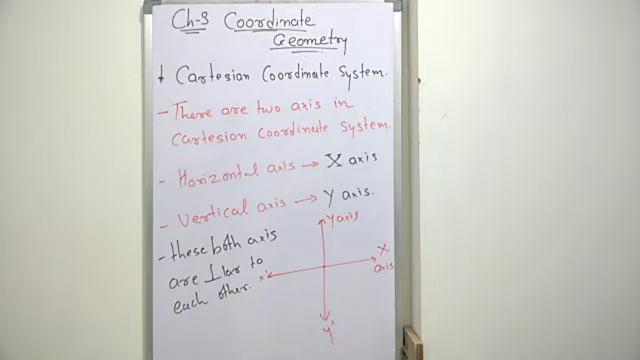 Ch-3 Coordinate
Geometry
+ Cartesian Coordinate System.
- There are two axis in
Cartesian Coordinate System.
- Horizontal axis → X axis
- Vertical axis → Y axis.
- these both axis
are ⊥lar to
each other.
Y axis
X
axis
X'
Y'